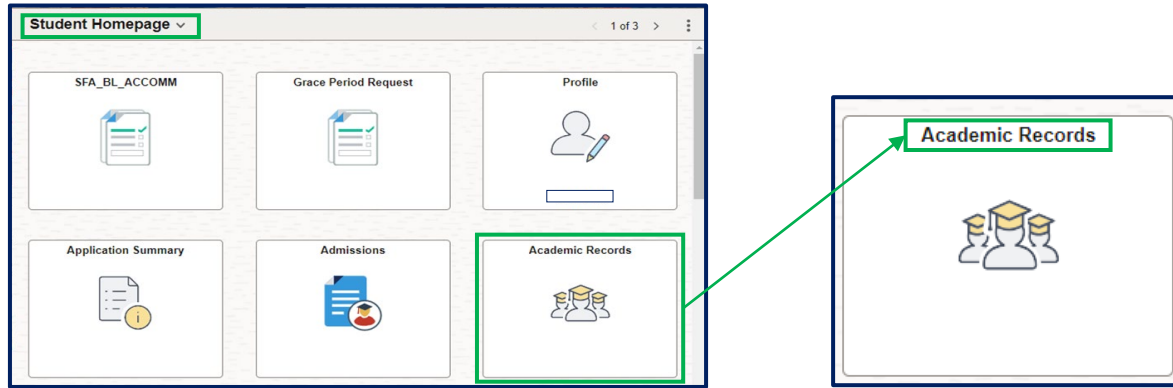 Student Homepage
1 of 3
SFA_BL_ACCOMM
Grace Period Request
Profile
Application Summary
Admissions
Academic Records
Academic Records